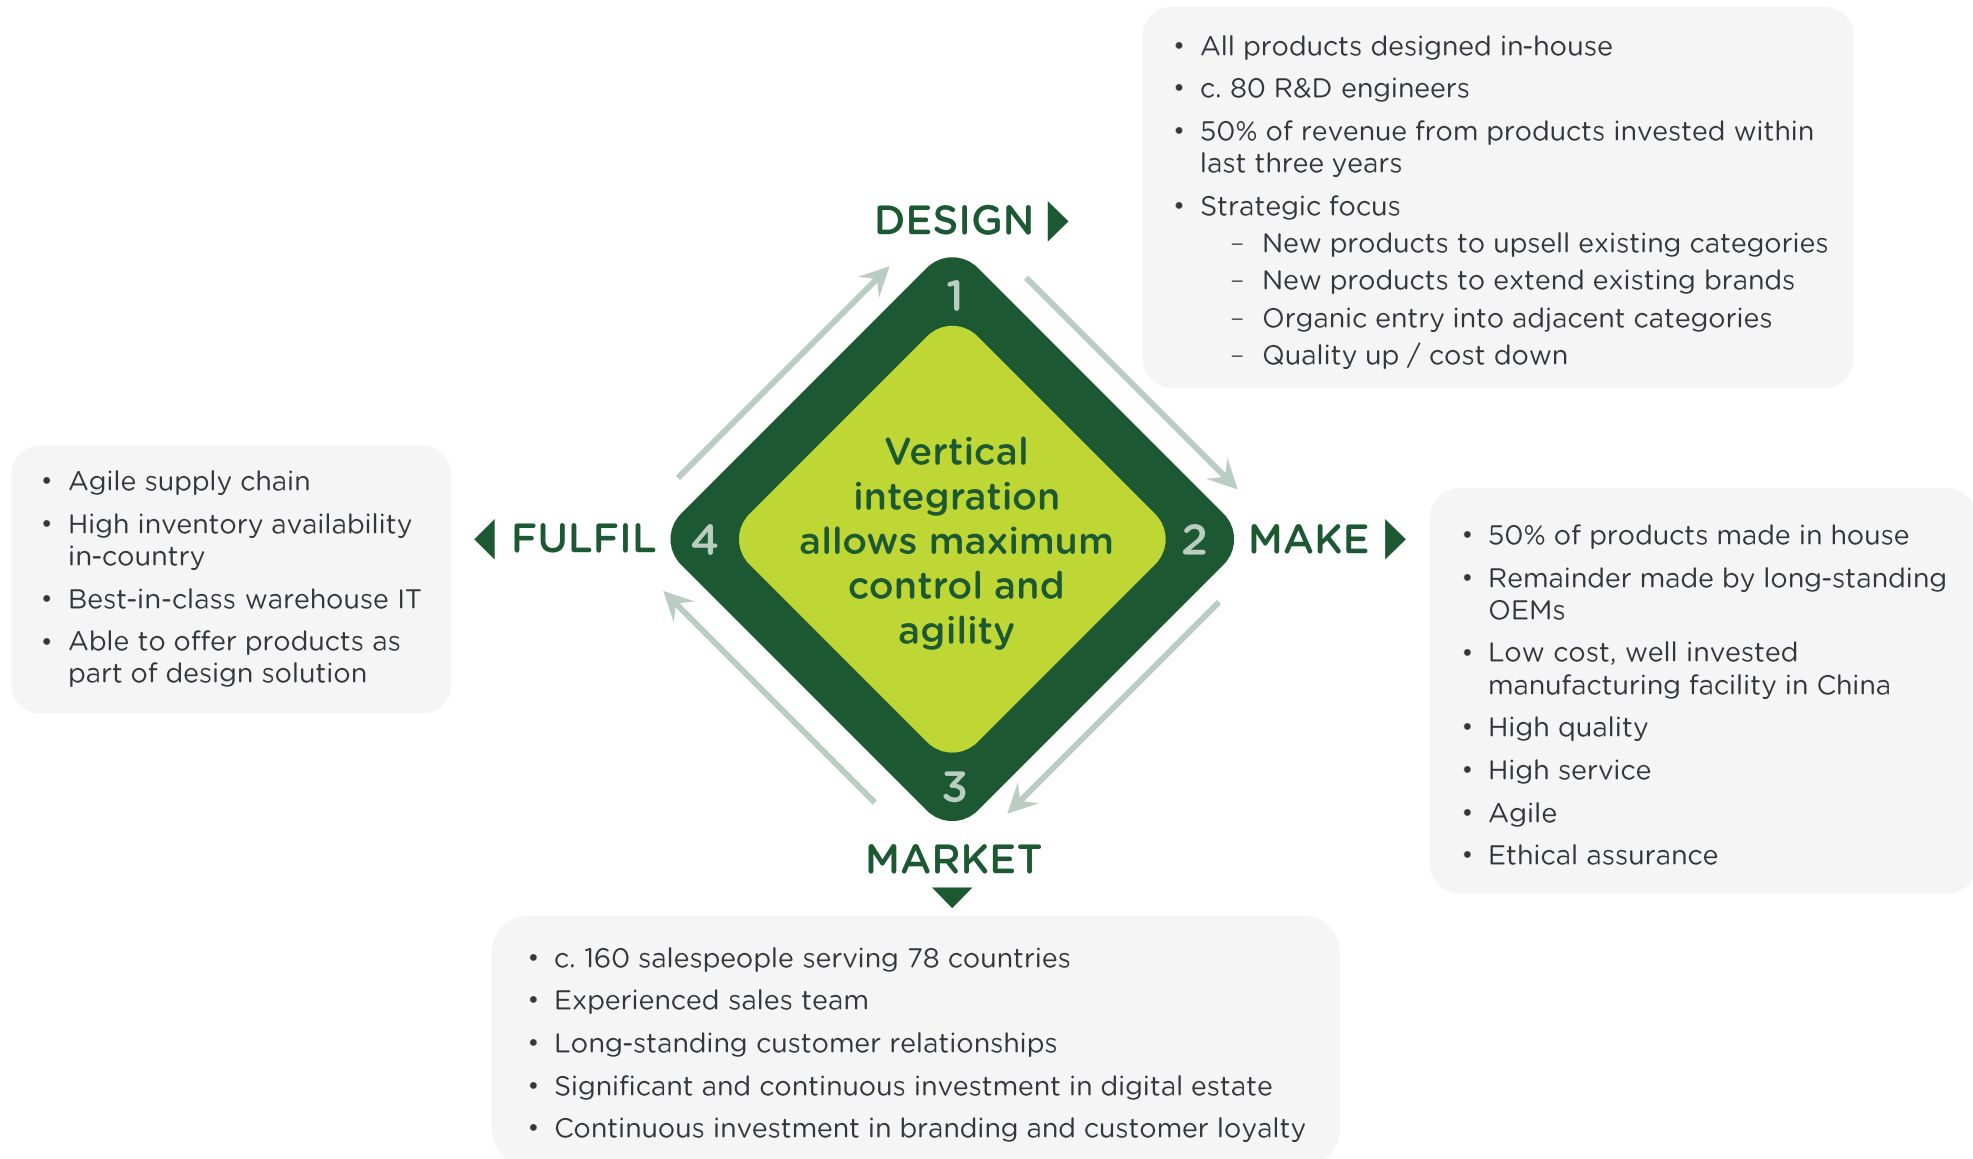 DESIGN
• All products designed in-house
• c. 80 R&D engineers
• 50% of revenue from products invested within
last three years
• Strategic focus
– New products to upsell existing categories
– New products to extend existing brands
– Organic entry into adjacent categories
– Quality up / cost down
1
Vertical
integration
allows maximum
control and
agility
2
MAKE
• 50% of products made in house
• Remainder made by long-standing
OEMs
• Low cost, well invested
manufacturing facility in China
• High quality
• High service
• Agile
• Ethical assurance
3
MARKET
• c. 160 salespeople serving 78 countries
• Experienced sales team
• Long-standing customer relationships
• Significant and continuous investment in digital estate
• Continuous investment in branding and customer loyalty
4
FULFIL
• Agile supply chain
• High inventory availability
in-country
• Best-in-class warehouse IT
• Able to offer products as
part of design solution